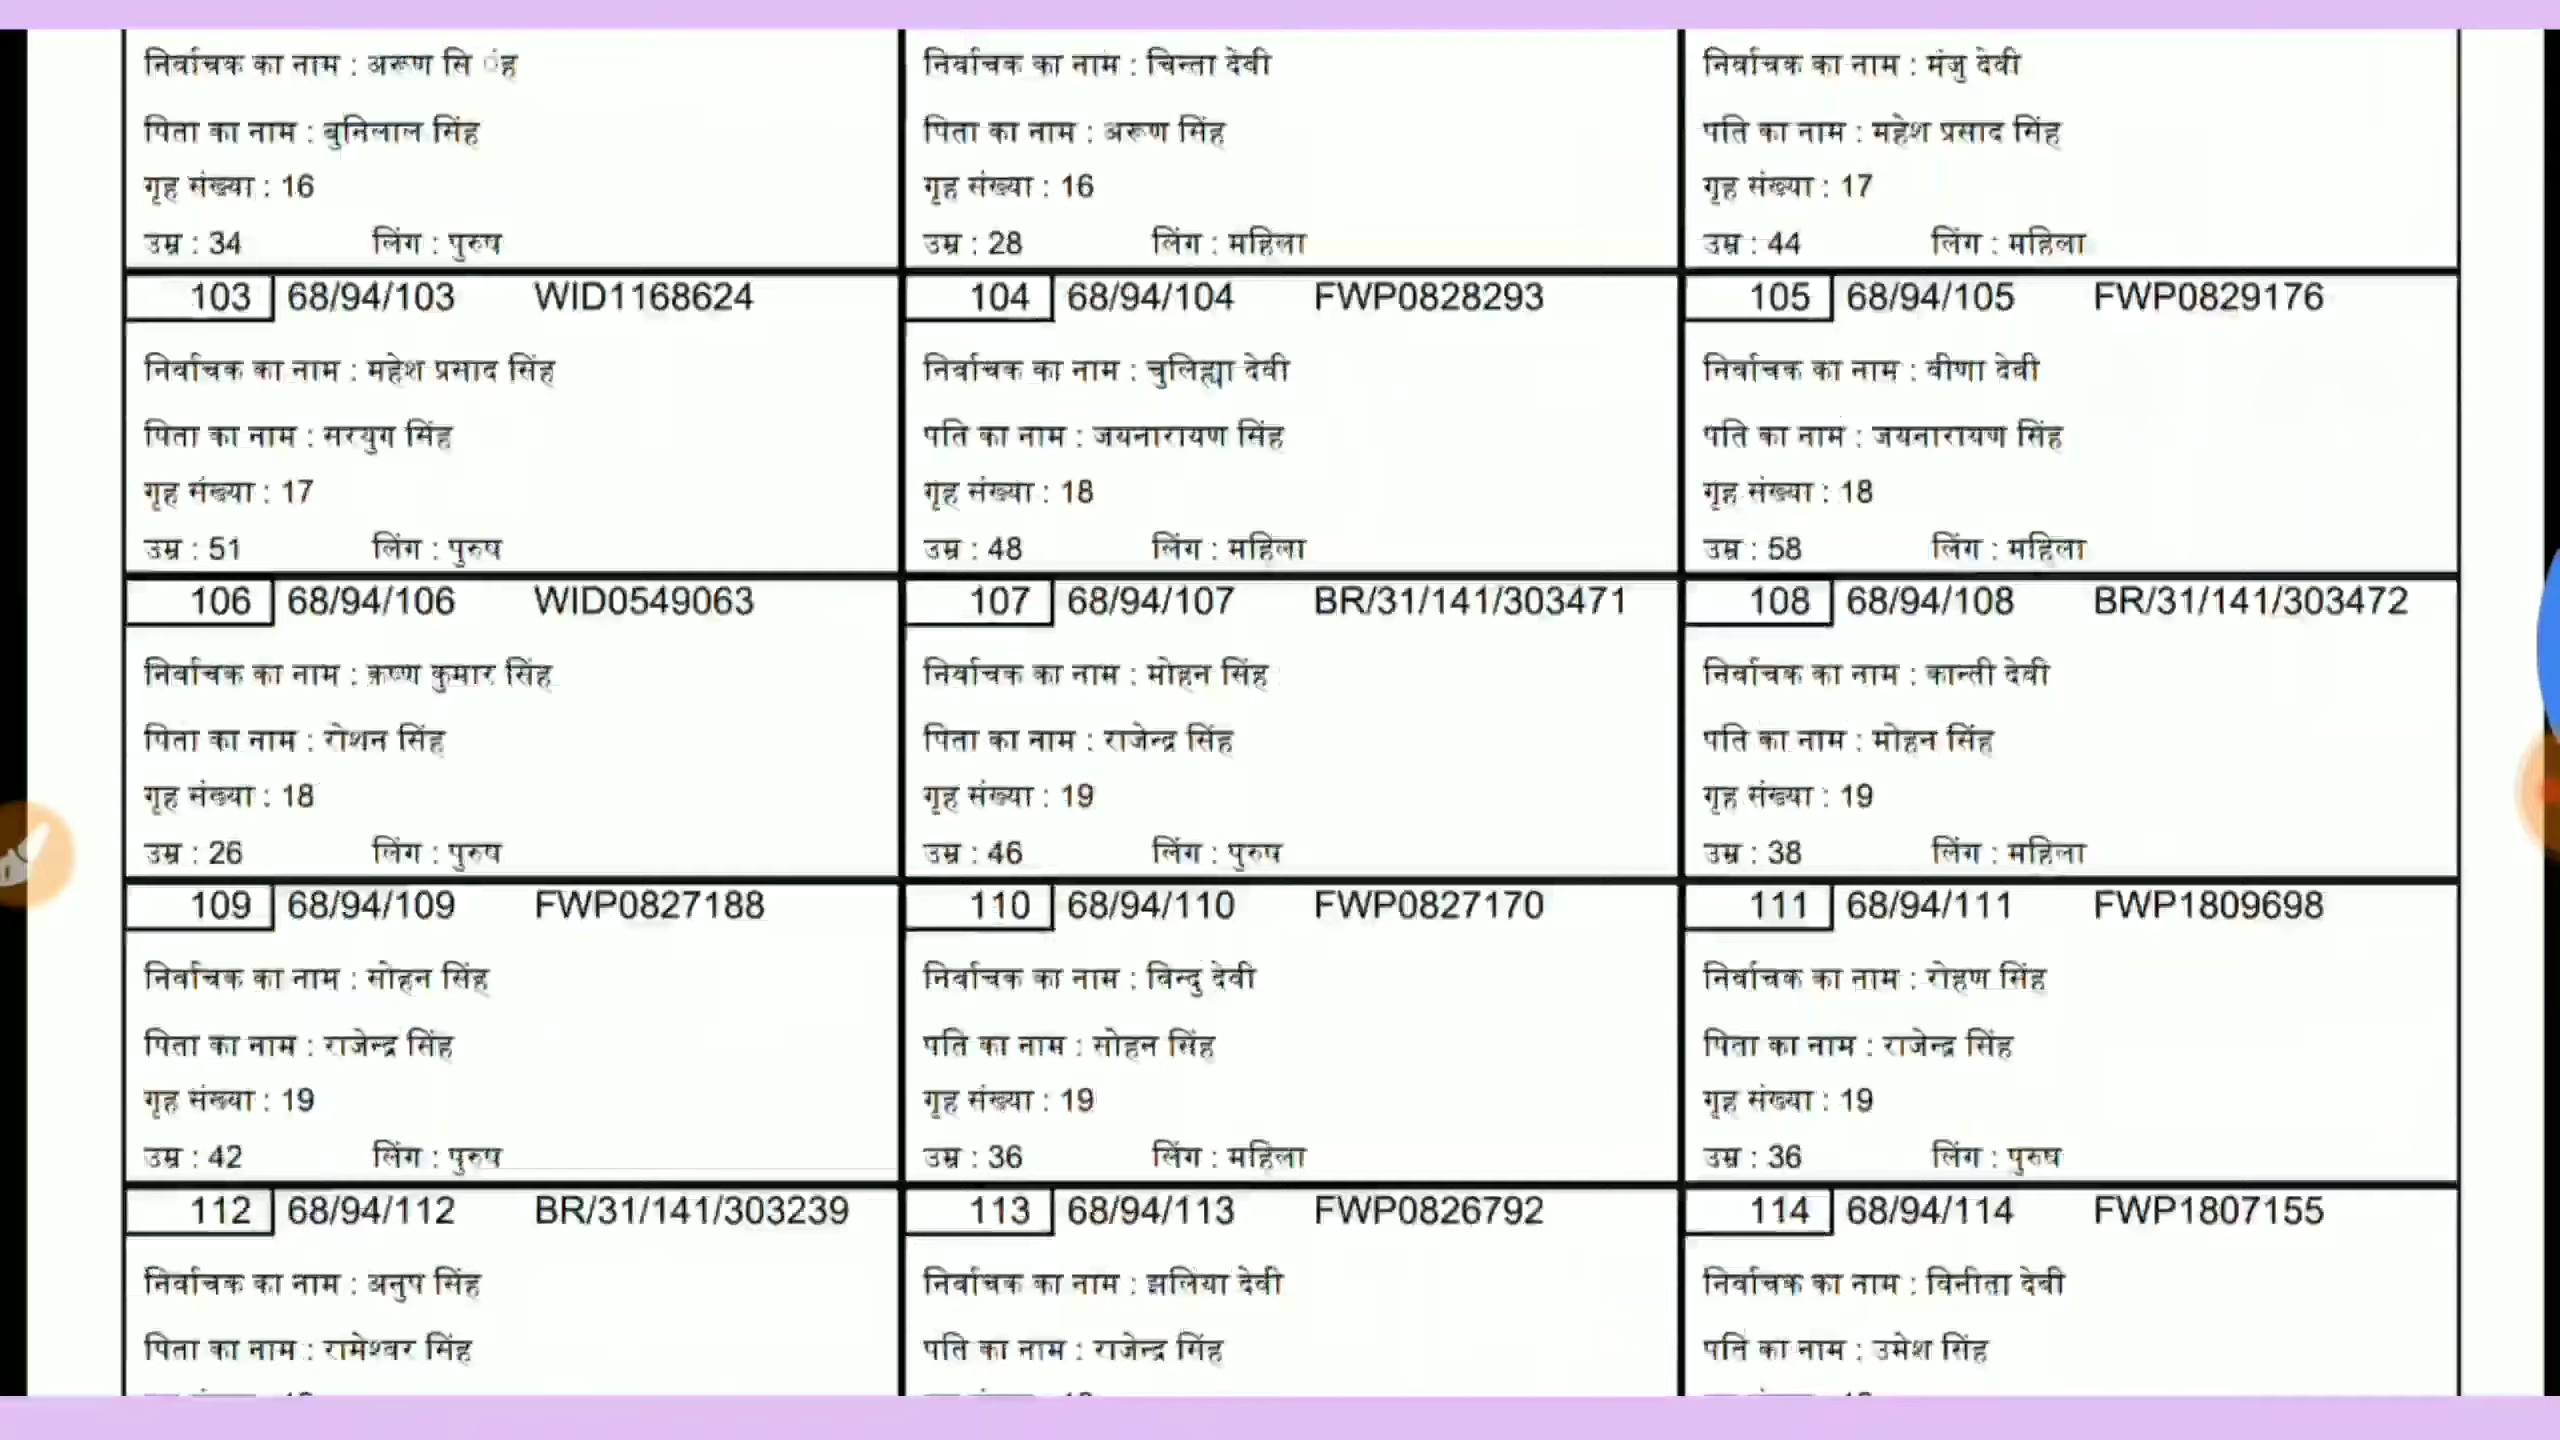 निर्वाचक का नाम : अरूण सि ंह
पिता का नाम : बुनिलाल सिंह
गृह संख्या : 16
उम्र : 34 लिंग : पुरुष
निर्वाचक का नाम : चिन्ता देवी
पिता का नाम : अरूण सिंह
गृह संख्या : 16
उम्र : 28 लिंग : महिला
निर्वाचक का नाम : मंजु देवी
पति का नाम : महेश प्रसाद सिंह
गृह संख्या : 17
उम्र : 44 लिंग : महिला
103 68/94/103 WID1168624
निर्वाचक का नाम : महेश प्रसाद सिंह
पिता का नाम : सरयुग सिंह
गृह संख्या : 17
उम्र : 51 लिंग : पुरुष
104 68/94/104 FWP0828293
निर्वाचक का नाम : चुलिह्या देवी
पति का नाम : जयनारायण सिंह
गृह संख्या : 18
उम्र : 48 लिंग : महिला
105 68/94/105 FWP0829176
निर्वाचक का नाम : वीणा देवी
पति का नाम : जयनारायण सिंह
गृह संख्या : 18
उम्र : 58 लिंग : महिला
106 68/94/106 WID0549063
निर्वाचक का नाम : क्रष्ण कुमार सिंह
पिता का नाम : रोशन सिंह
गृह संख्या : 18
उम्र : 26 लिंग : पुरुष
107 68/94/107 BR/31/141/303471
निर्वाचक का नाम : मोहन सिंह
पिता का नाम : राजेन्द्र सिंह
गृह संख्या : 19
उम्र : 46 लिंग : पुरुष
108 68/94/108 BR/31/141/303472
निर्वाचक का नाम : कान्ती देवी
पति का नाम : मोहन सिंह
गृह संख्या : 19
उम्र : 38 लिंग : महिला
109 68/94/109 FWP0827188
निर्वाचक का नाम : सोहन सिंह
पिता का नाम : राजेन्द्र सिंह
गृह संख्या : 19
उम्र : 42 लिंग : पुरुष
110 68/94/110 FWP0827170
निर्वाचक का नाम : विन्दु देवी
पति का नाम : सोहन सिंह
गृह संख्या : 19
उम्र : 36 लिंग : महिला
111 68/94/111 FWP1809698
निर्वाचक का नाम : रोहण सिंह
पिता का नाम : राजेन्द्र सिंह
गृह संख्या : 19
उम्र : 36 लिंग : पुरुष
112 68/94/112 BR/31/141/303239
निर्वाचक का नाम : अनुप सिंह
पिता का नाम : रामेश्वर सिंह
113 68/94/113 FWP0826792
निर्वाचक का नाम : झलिया देवी
पति का नाम : राजेन्द्र सिंह
114 68/94/114 FWP1807155
निर्वाचक का नाम : विनीता देवी
पति का नाम : उमेश सिंह